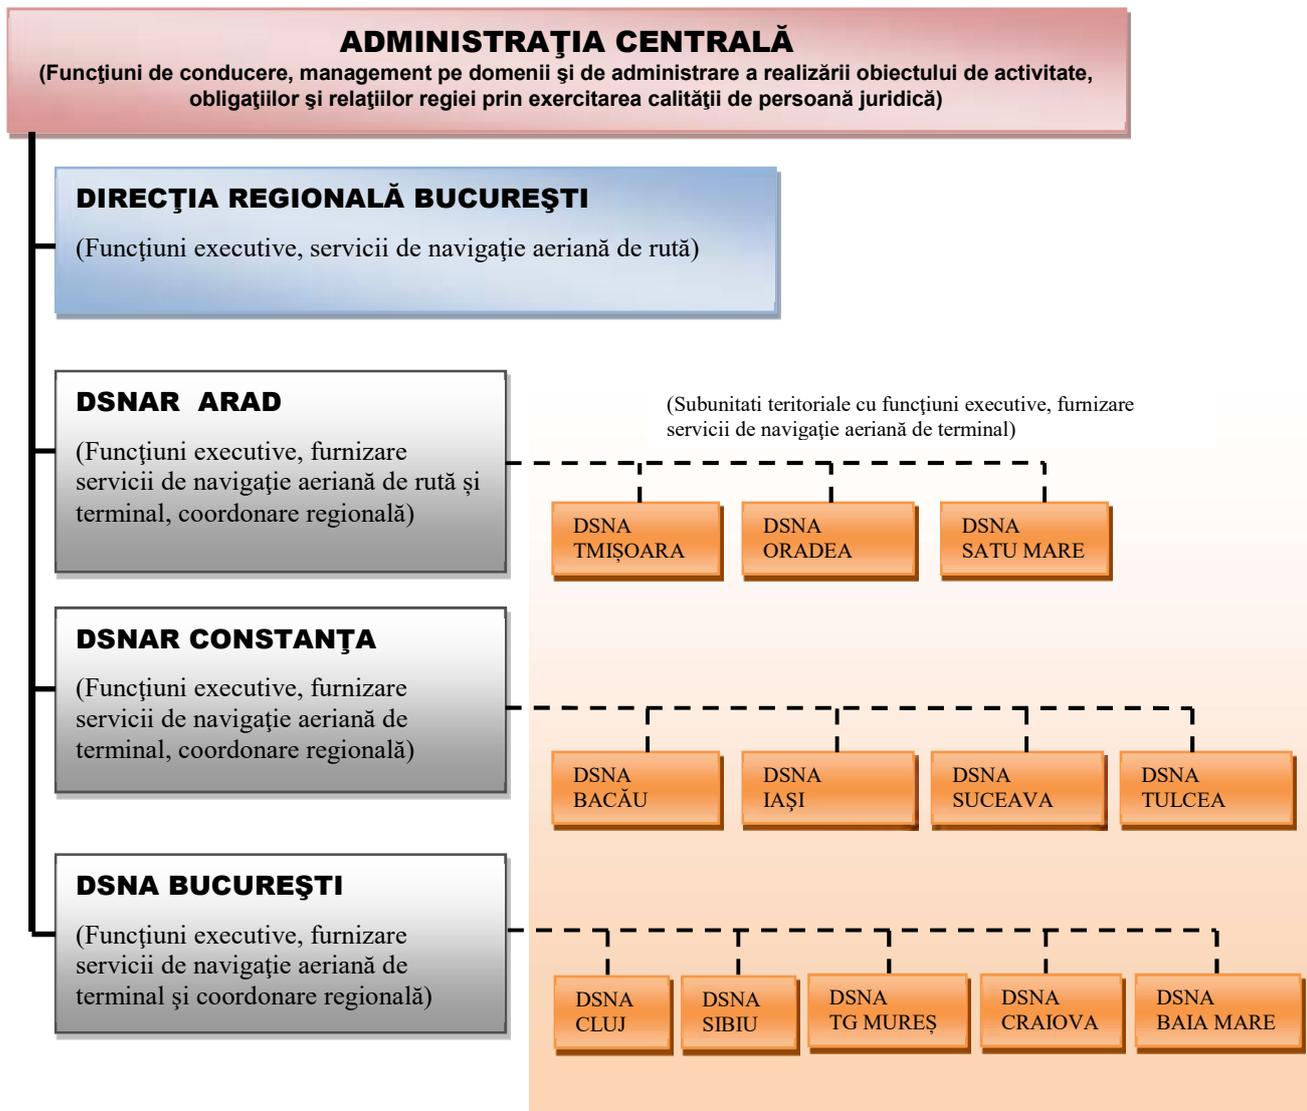 ADMINISTRAŢIA CENTRALĂ
(Funcţiuni de conducere, management pe domenii şi de administrare a realizării obiectului de activitate,
obligaţiilor şi relaţiilor regiei prin exercitarea calităţii de persoană juridică)
DIRECŢIA REGIONALĂ BUCUREŞTI
(Funcţiuni executive, servicii de navigaţie aeriană de rută)
DSNAR  ARAD
(Funcţiuni executive, furnizare
servicii de navigaţie aeriană de rută și
terminal, coordonare regională)
(Subunitati teritoriale cu funcţiuni executive, furnizare
servicii de navigaţie aeriană de terminal)
DSNA
TMIȘOARA
DSNA
ORADEA
DSNA
SATU MARE
DSNAR CONSTANŢA
(Funcţiuni executive, furnizare
servicii de navigaţie aeriană de
terminal, coordonare regională)
DSNA
BACĂU
DSNA
IAŞI
DSNA
SUCEAVA
DSNA
TULCEA
DSNA BUCUREŞTI
(Funcţiuni executive, furnizare
servicii de navigaţie aeriană de
terminal şi coordonare regională)
DSNA
CLUJ
DSNA
SIBIU
DSNA
TG MUREȘ
DSNA
CRAIOVA
DSNA
BAIA MARE